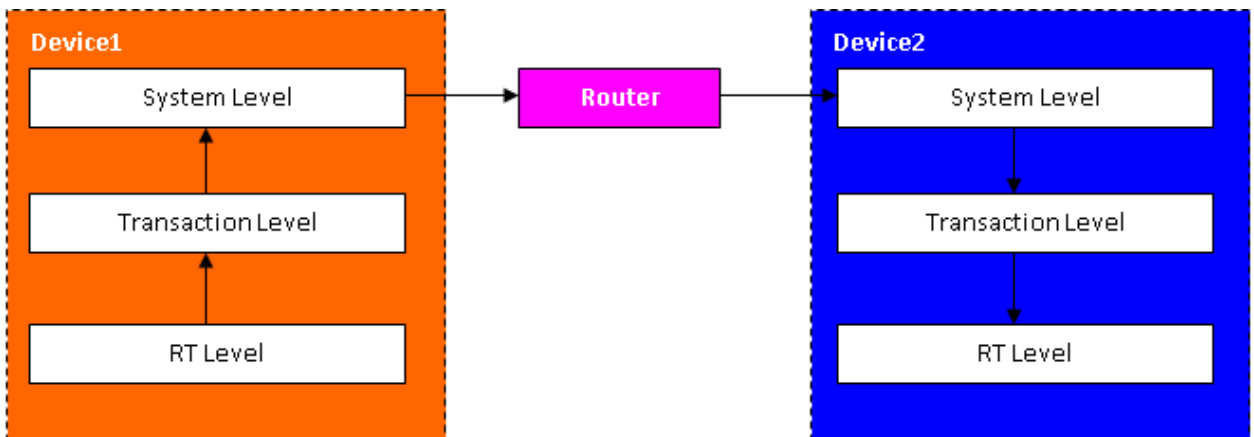 Device1
System Level
Transaction Level
RT Level
Router
Device2
System Level
Transaction Level
RT Level